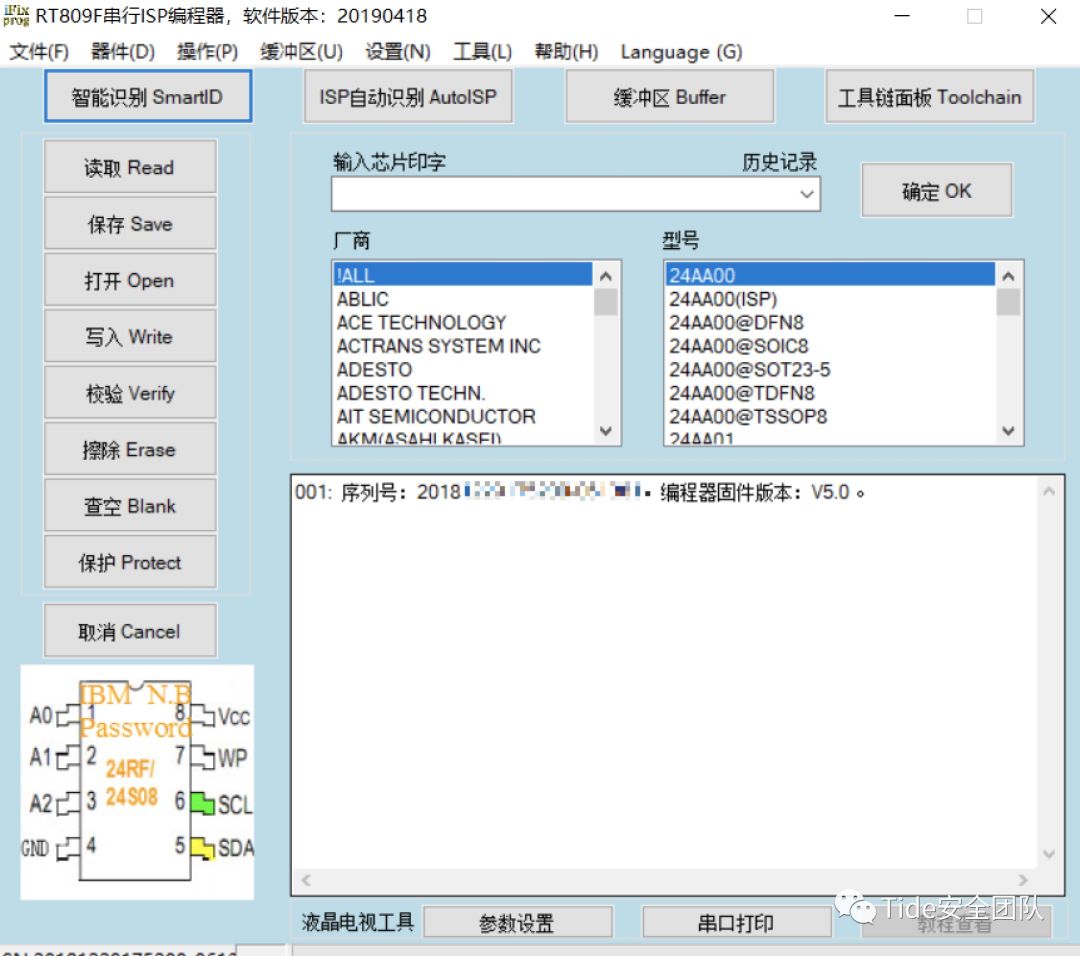 iFix prog RT809F串行ISP编程器，软件版本：20190418
文件(F) 器件(D) 操作(P) 缓冲区(U) 设置(N) 工具(L) 帮助(H) Language (G)
智能识别 SmartID ISP自动识别 AutoISP 缓冲区 Buffer 工具链面板 Toolchain
读取 Read
保存 Save
打开 Open
写入 Write
校验 Verify
擦除 Erase
查空 Blank
保护 Protect
取消 Cancel
输入芯片印字 历史记录
确定 OK
厂商
!ALL
ABLIC
ACE TECHNOLOGY
ACTRANS SYSTEM INC
ADESTO
ADESTO TECHN.
AIT SEMICONDUCTOR
AKM(ASAHI KASEI)
型号
24AA00
24AA00(ISP)
24AA00@DFN8
24AA00@SOIC8
24AA00@SOT23-5
24AA00@TDFN8
24AA00@TSSOP8
24AA01
001: 序列号：2018 编程器固件版本：V5.0。
IBM N.B
Password
24RF/
24S08
A0 1 8 Vcc
A1 2 7 WP
A2 3 6 SCL
GND 4 5 SDA
液晶电视工具 参数设置 串口打印 教程查看
Tide安全团队